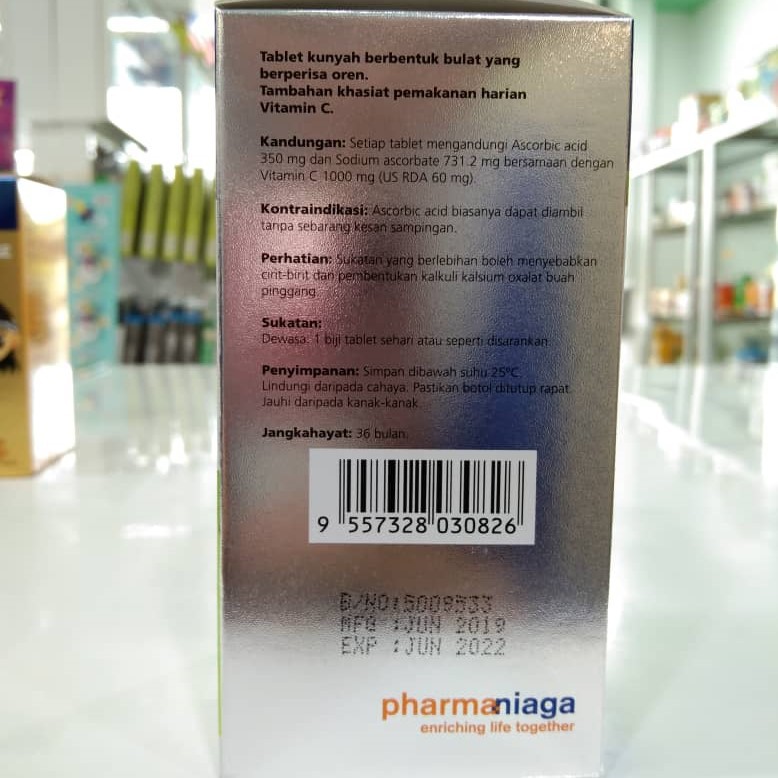 Tablet kunyah berbentuk bulat yang
berperisa oren.
Tambahan khasiat pemakanan harian
Vitamin C.
Kandungan: Setiap tablet mengandungi Ascorbic acid
350 mg dan Sodium ascorbate 731.2 mg bersamaan dengan
Vitamin C 1000 mg (US RDA 60 mg).
Kontraindikasi: Ascorbic acid biasanya dapat diambil
tanpa sebarang kesan sampingan.
Perhatian: Sukatan yang berlebihan boleh menyebabkan
cirit-birit dan pembentukan kalkuli kalsium oxalat buah
pinggang.
Sukatan:
Dewasa: 1 biji tablet sehari atau seperti disarankan.
Penyimpanan: Simpan dibawah suhu 25°C.
Lindungi daripada cahaya. Pastikan botol ditutup rapat.
Jauhi daripada kanak-kanak.
Jangkahayat: 36 bulan.
9 557328 030826
B/NO:5009533
MFG :JUN 2019
EXP :JUN 2022
pharmaniaga
enriching life together